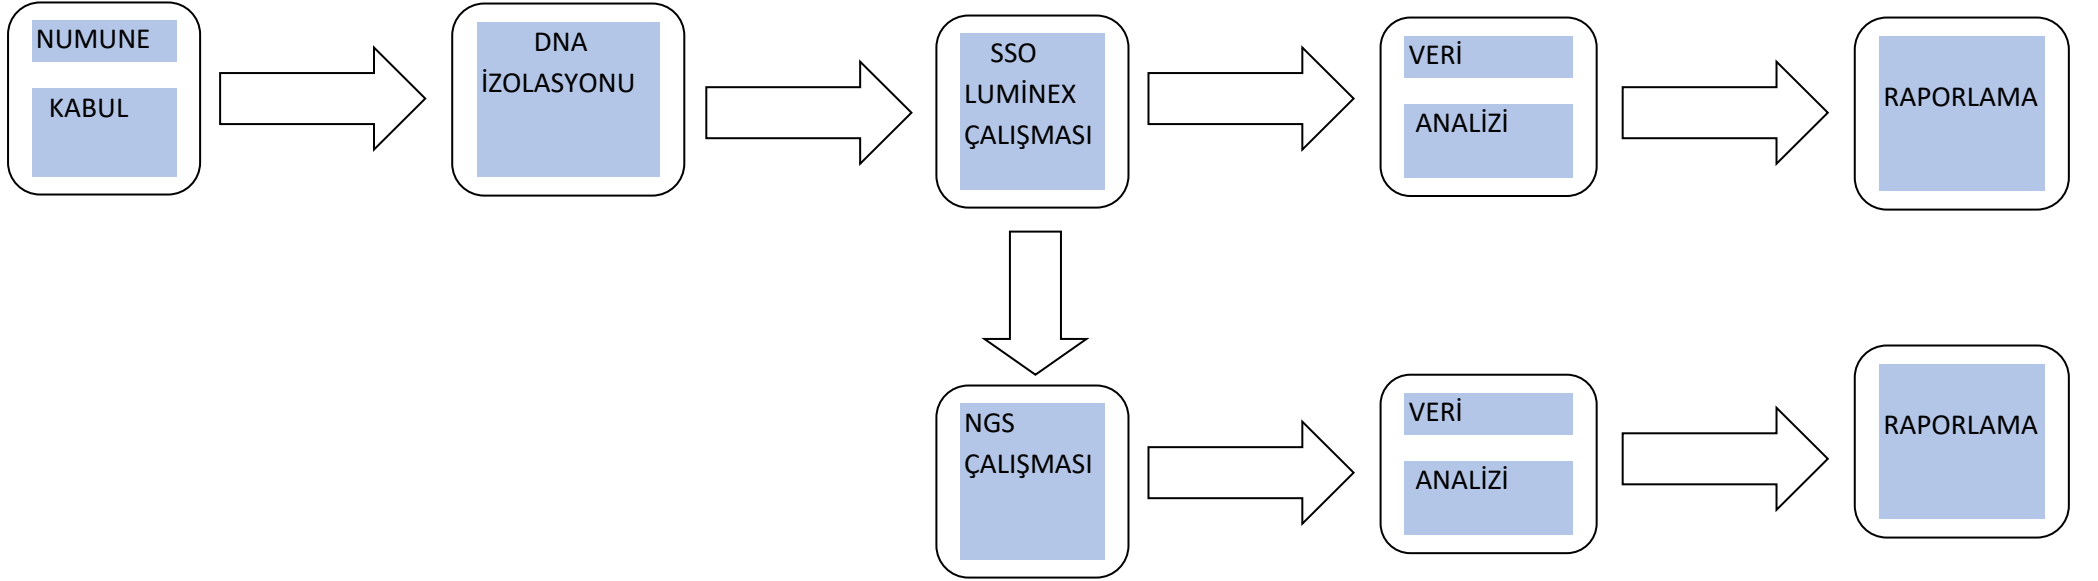 NUMUNE
KABUL
DNA
İZOLASYONU
SSO
LUMİNEX
ÇALIŞMASI
VERİ
ANALİZİ
RAPORLAMA
NGS
ÇALIŞMASI
VERİ
ANALİZİ
RAPORLAMA